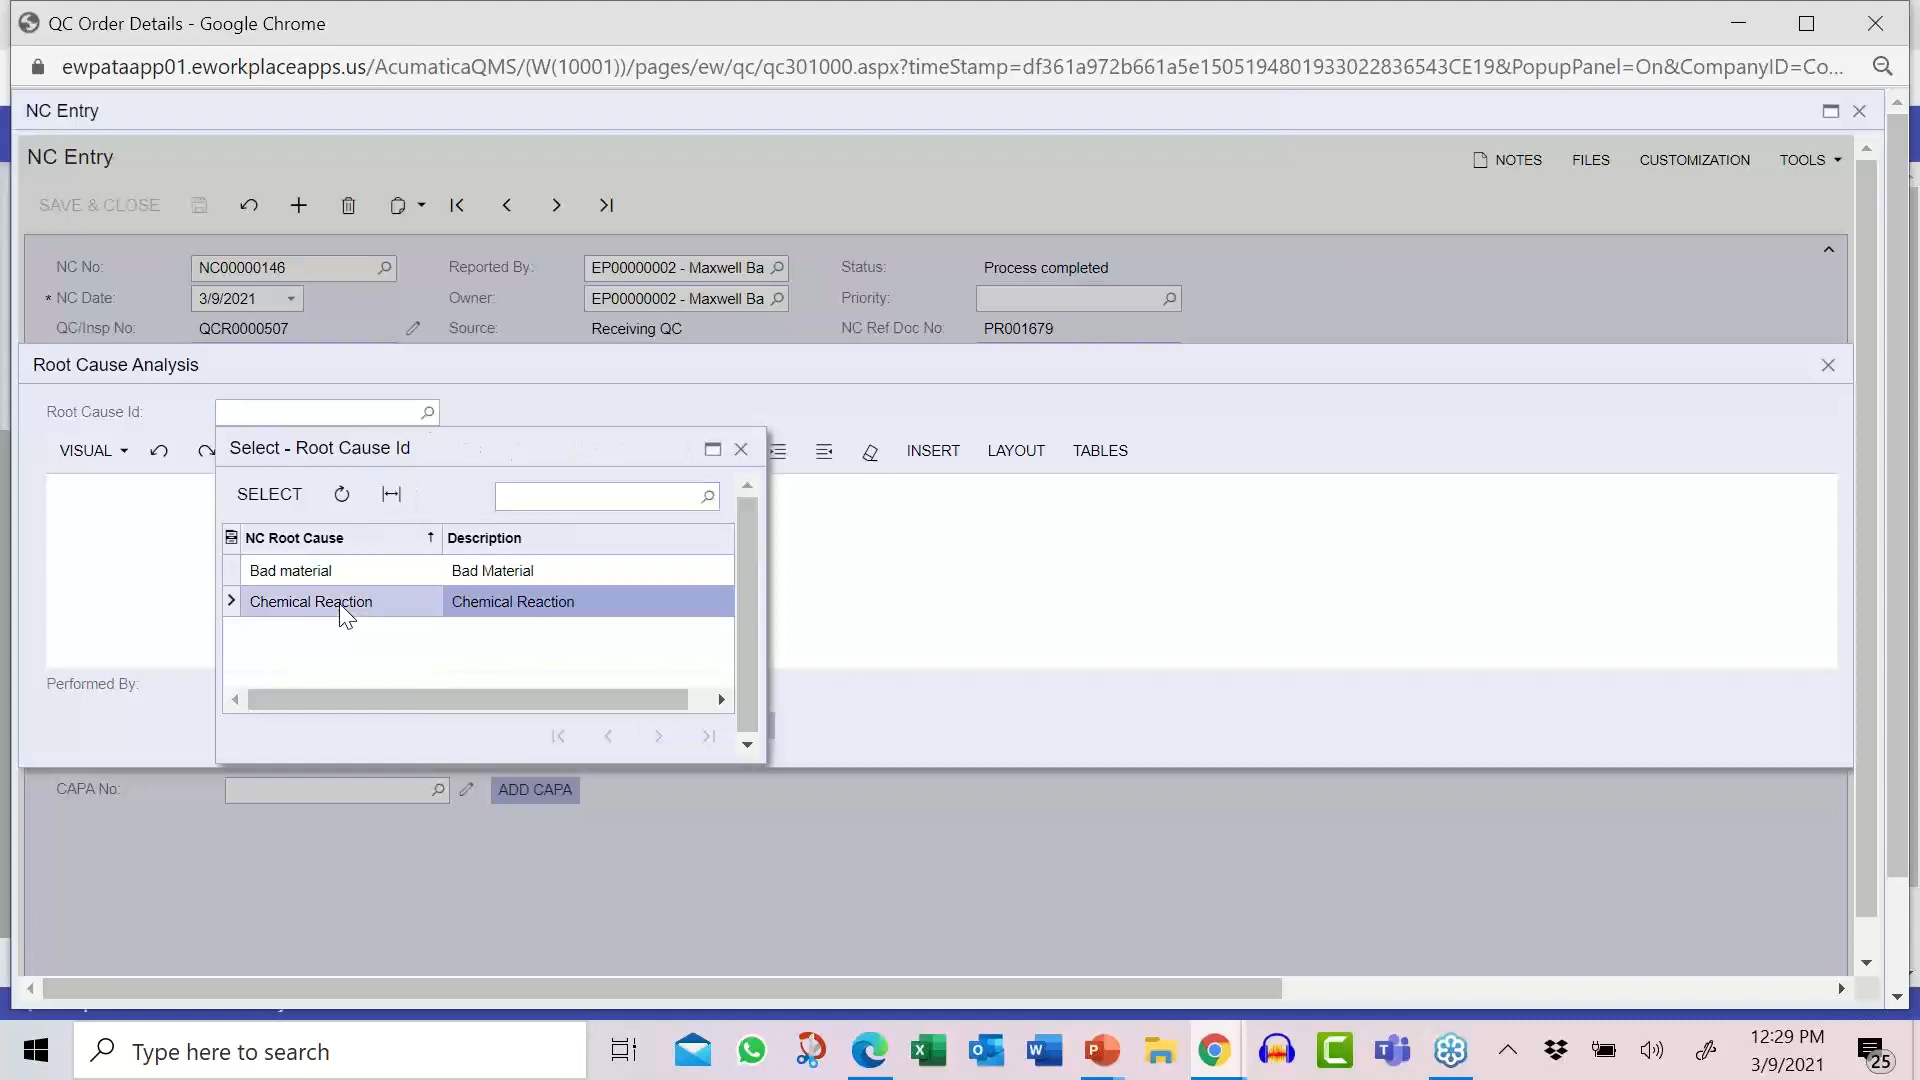 QC Order Details - Google Chrome
ewpataapp01.eworkplaceapps.us/AcumaticaQMS/(W(10001))/pages/ew/qc/qc301000.aspx?timeStamp=df361a972b661a5e1505194801933022836543CE19&PopupPanel=On&CompanyID=Co...
NC Entry
NC Entry
NOTES FILES CUSTOMIZATION TOOLS
SAVE & CLOSE
NC No: NC00000146 Reported By: EP00000002 - Maxwell Ba Status: Process completed
* NC Date: 3/9/2021 Owner: EP00000002 - Maxwell Ba Priority:
QC/Insp No: QCR0000507 Source: Receiving QC NC Ref Doc No: PR001679
Root Cause Analysis
Root Cause Id:
VISUAL INSERT LAYOUT TABLES
Select - Root Cause Id
SELECT
NC Root Cause Description
Bad material Bad Material
Chemical Reaction Chemical Reaction
Performed By:
CAPA No: ADD CAPA
Type here to search
12:29 PM
3/9/2021
25